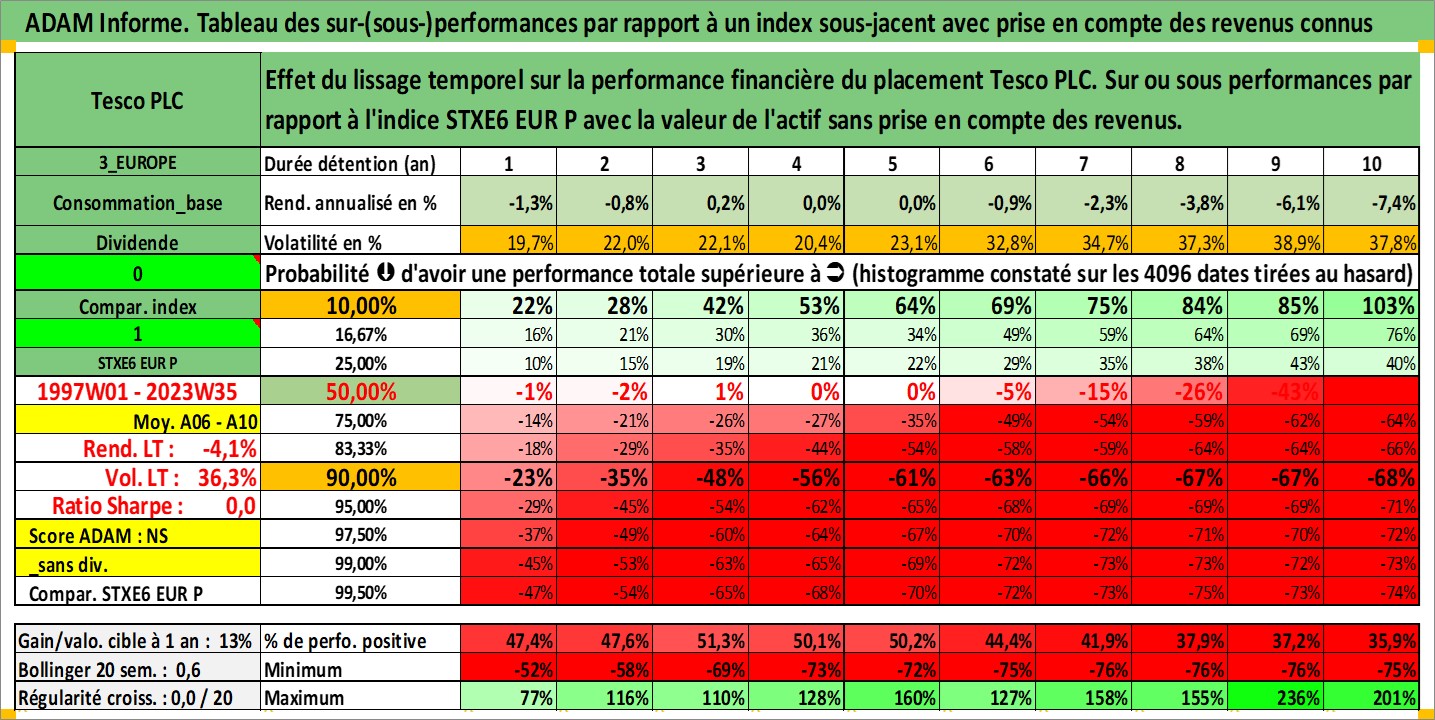 ADAM Informe. Tableau des sur-(sous-)performances par rapport à un index sous-jacent avec prise en compte des revenus connus
Tesco PLC
Effet du lissage temporel sur la performance financière du placement Tesco PLC. Sur ou sous performances par
rapport à l'indice STXE6 EUR P avec la valeur de l'actif sans prise en compte des revenus.
3_EUROPE Durée détention (an) 1 2 3 4 5 6 7 8 9 10
Consommation_base Rend. annualisé en % -1,3% -0,8% 0,2% 0,0% 0,0% -0,9% -2,3% -3,8% -6,1% -7,4%
Dividende Volatilité en % 19,7% 22,0% 22,1% 20,4% 23,1% 32,8% 34,7% 37,3% 38,9% 37,8%
0 Probabilité d'avoir une performance totale supérieure à (histogramme constaté sur les 4096 dates tirées au hasard)
Compar. index 10,00% 22% 28% 42% 53% 64% 69% 75% 84% 85% 103%
1 16,67% 16% 21% 30% 36% 34% 49% 59% 64% 69% 76%
STXE6 EUR P 25,00% 10% 15% 19% 21% 22% 29% 35% 38% 43% 40%
1997W01 - 2023W35 50,00% -1% -2% 1% 0% 0% -5% -15% -26% -43%
Moy. A06 - A10 75,00% -14% -21% -26% -27% -35% -49% -54% -59% -62% -64%
Rend. LT : -4,1% 83,33% -18% -29% -35% -44% -54% -58% -59% -64% -64% -66%
Vol. LT : 36,3% 90,00% -23% -35% -48% -56% -61% -63% -66% -67% -67% -68%
Ratio Sharpe : 0,0 95,00% -29% -45% -54% -62% -65% -68% -69% -69% -69% -71%
Score ADAM : NS 97,50% -37% -49% -60% -64% -67% -70% -72% -71% -70% -72%
_sans div. 99,00% -45% -53% -63% -65% -69% -72% -73% -73% -72% -73%
Compar. STXE6 EUR P 99,50% -47% -54% -65% -68% -70% -72% -73% -75% -73% -74%
Gain/valo. cible à 1 an : 13% % de perfo. positive 47,4% 47,6% 51,3% 50,1% 50,2% 44,4% 41,9% 37,9% 37,2% 35,9%
Bollinger 20 sem. : 0,6 Minimum -52% -58% -69% -73% -72% -75% -76% -76% -76% -75%
Régularité croiss. : 0,0 / 20 Maximum 77% 116% 110% 128% 160% 127% 158% 155% 236% 201%